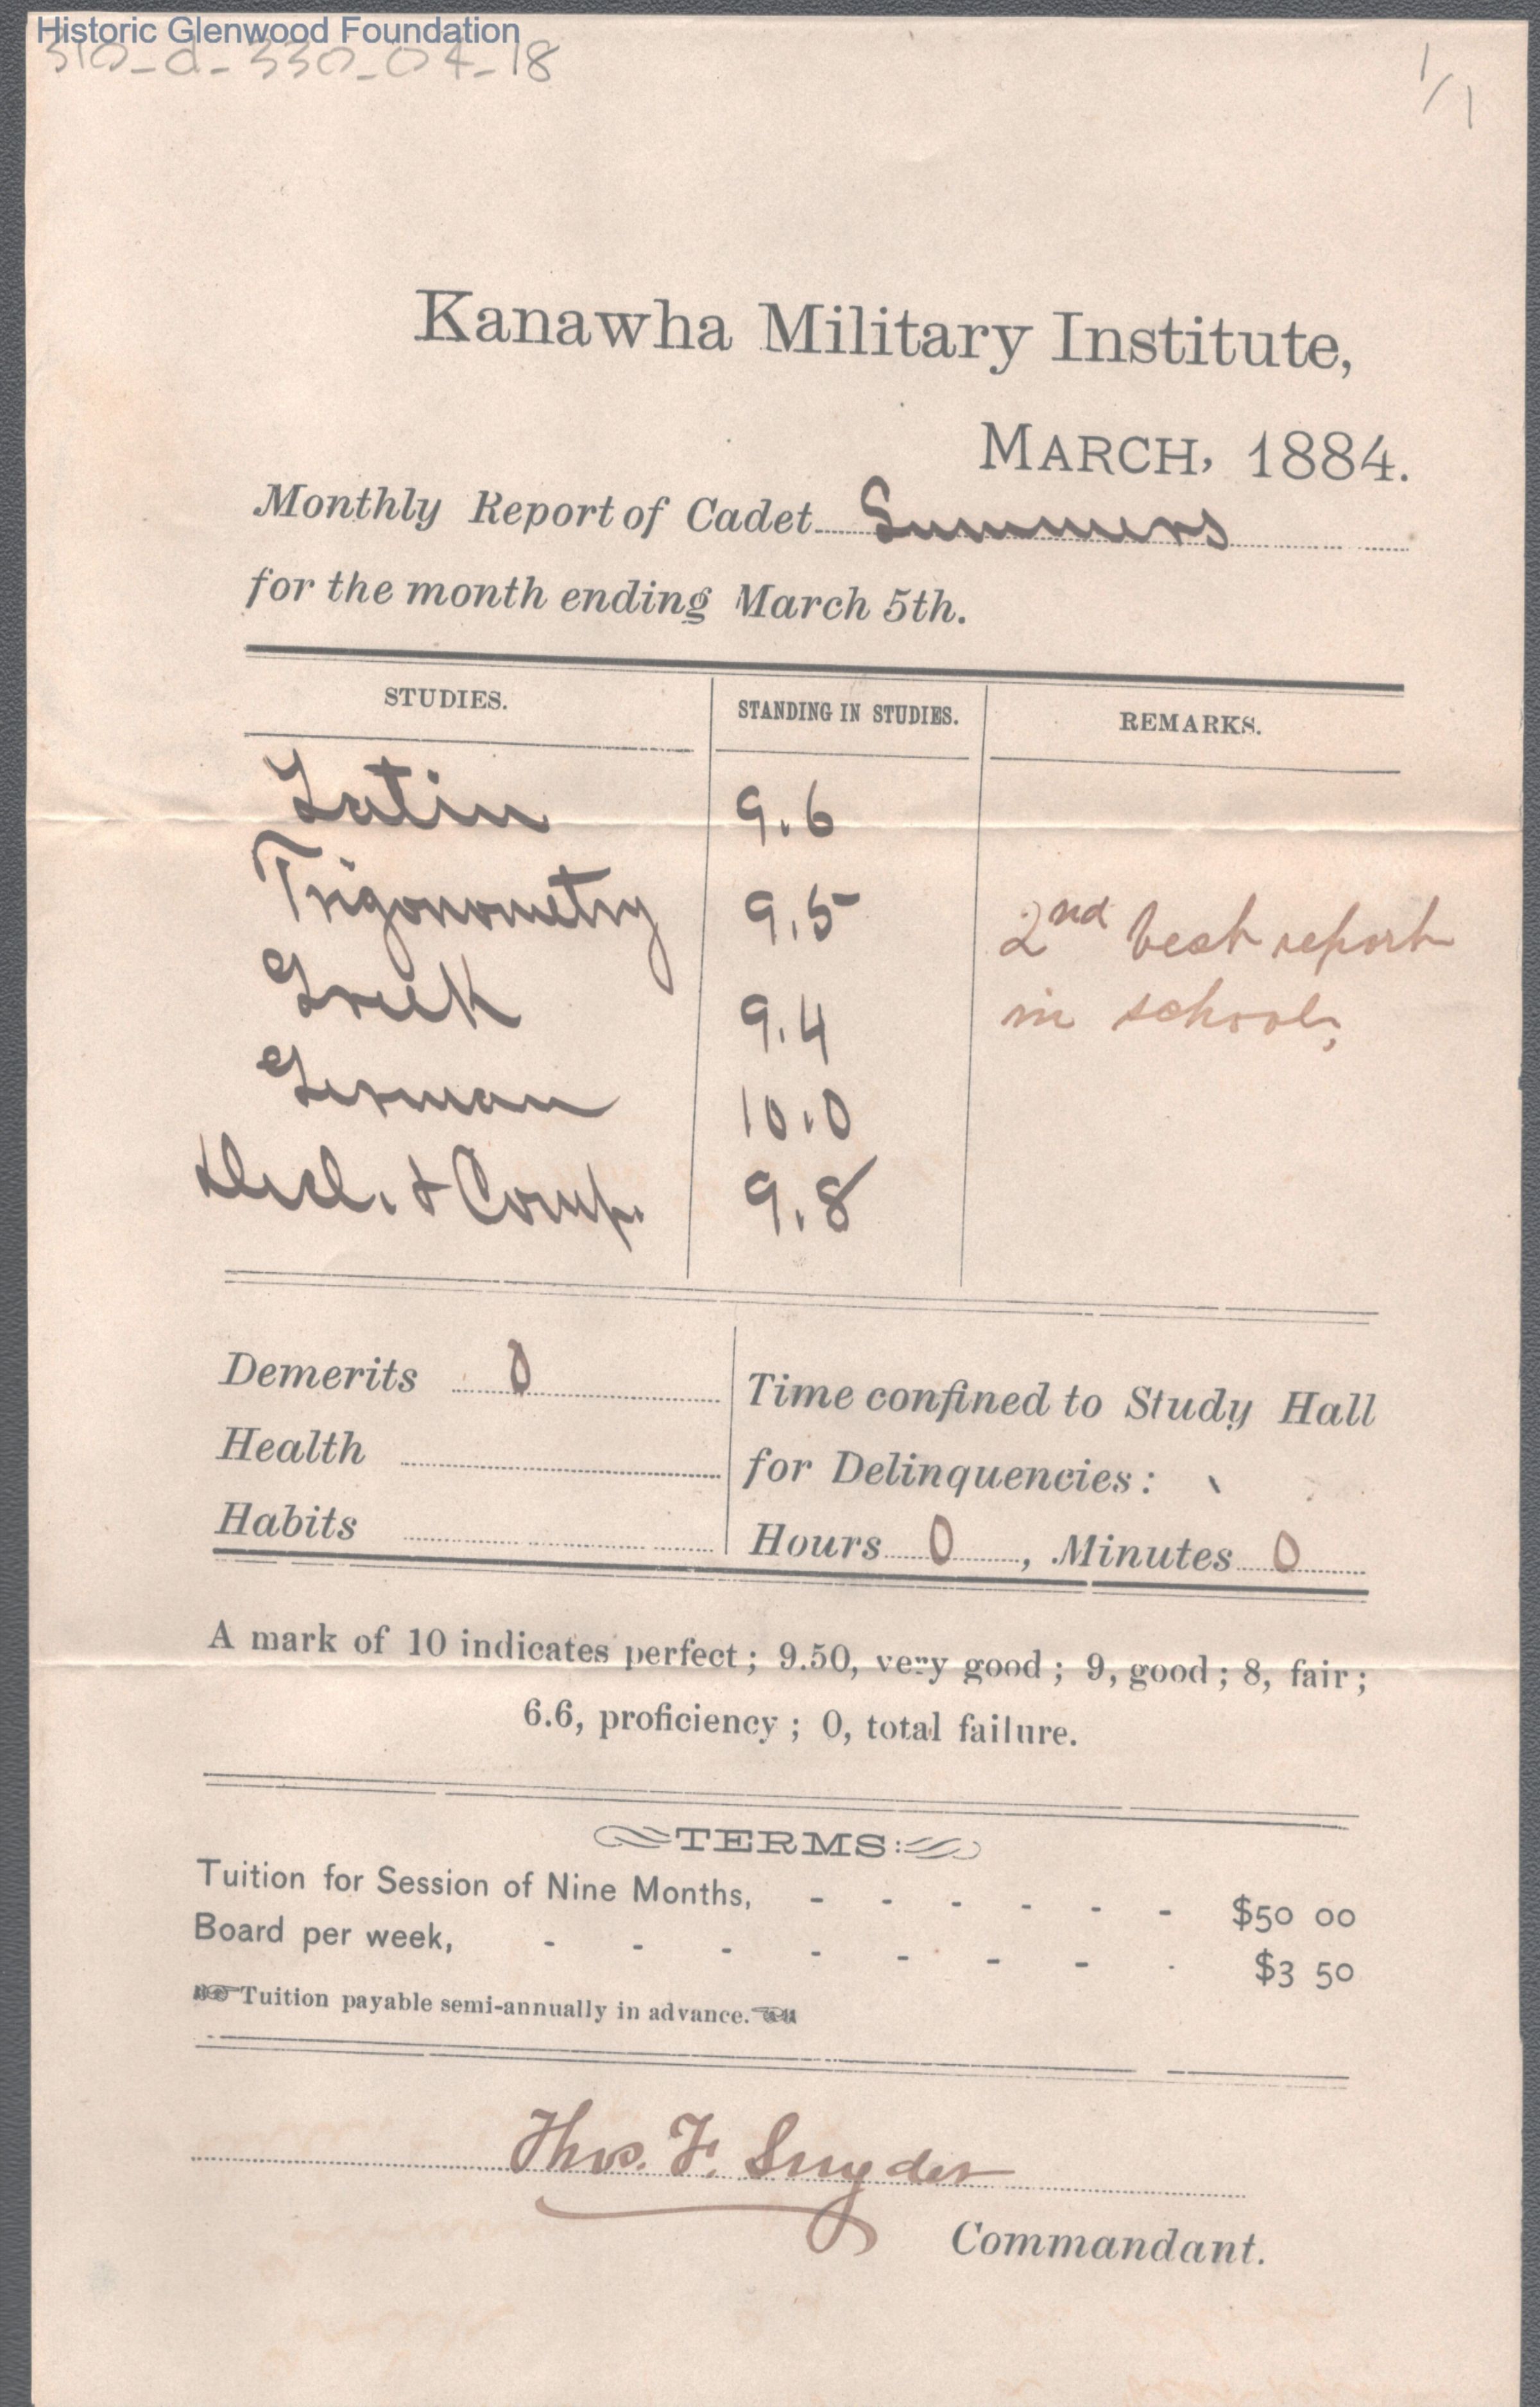 Historic Glenwood Foundation
S10_d_330_04_18
1/1
Kanawha Military Institute,
MARCH, 1884.
Monthly Report of Cadet Summers
for the month ending March 5th.
STUDIES. STANDING IN STUDIES. REMARKS.
Latin 9.6
Trigonometry 9.5 2nd best report
Greek 9.4 in school.
German 10.0
Decl. & Comp. 9.8
Demerits 0 Time confined to Study Hall
Health for Delinquencies:
Habits Hours 0, Minutes 0
A mark of 10 indicates perfect; 9.50, very good; 9, good; 8, fair;
6.6, proficiency; 0, total failure.
TERMS:
Tuition for Session of Nine Months, - - - - - - $50 00
Board per week, - - - - - - - - $3 50
Tuition payable semi-annually in advance.
Thos. F. Snyder
Commandant.